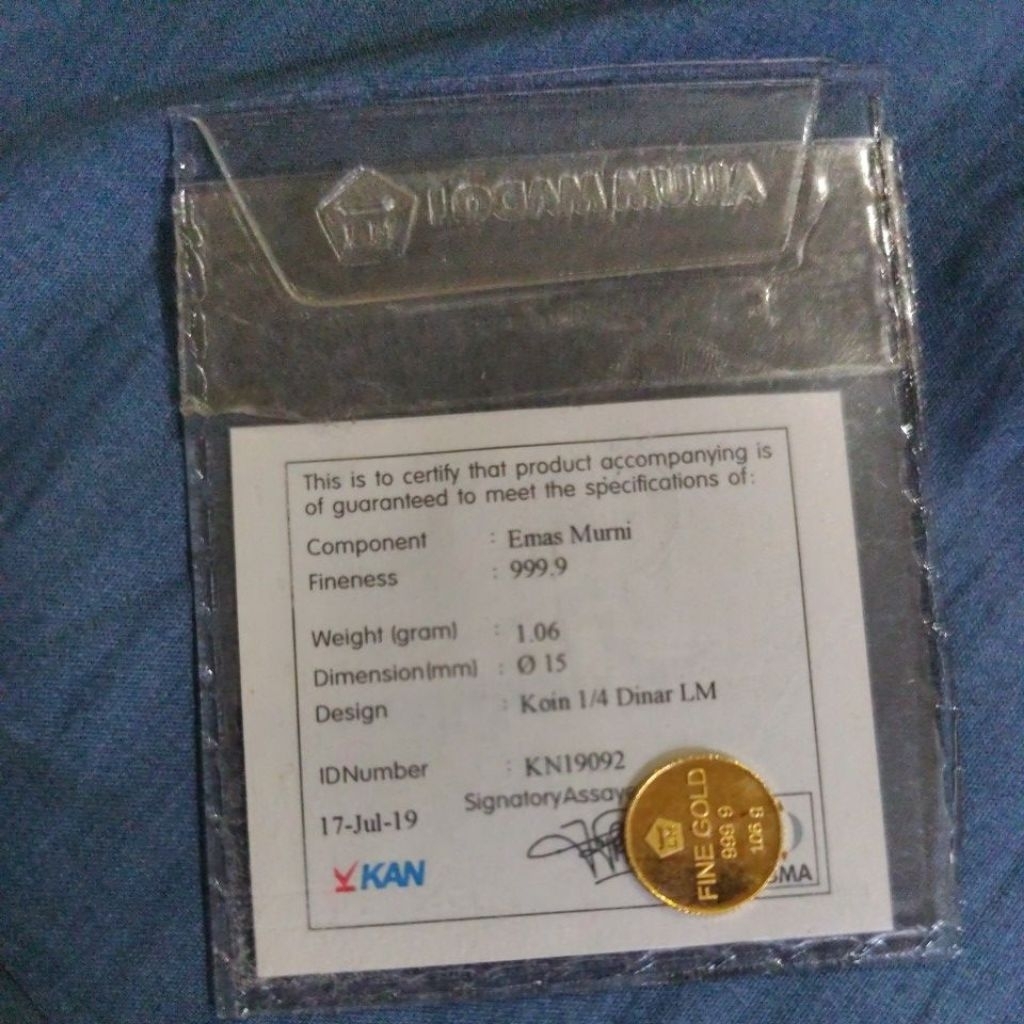 LOGAM MULIA
This is to certify that product accompanying is
of guaranteed to meet the specifications of:
Component : Emas Murni
Fineness : 999.9
Weight (gram) : 1.06
Dimension(mm) : Ø 15
Design : Koin 1/4 Dinar LM
IDNumber : KN19092
17-Jul-19
SignatoryAssaye
KAN
SMA
LM
FINE GOLD
999 9
1.06 g